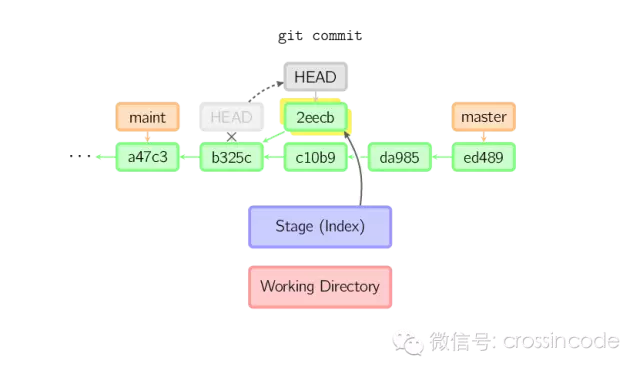 git commit
HEAD
maint
HEAD
2eecb
master
···
a47c3
b325c
c10b9
da985
ed489
Stage (Index)
Working Directory
微信号: crossincode